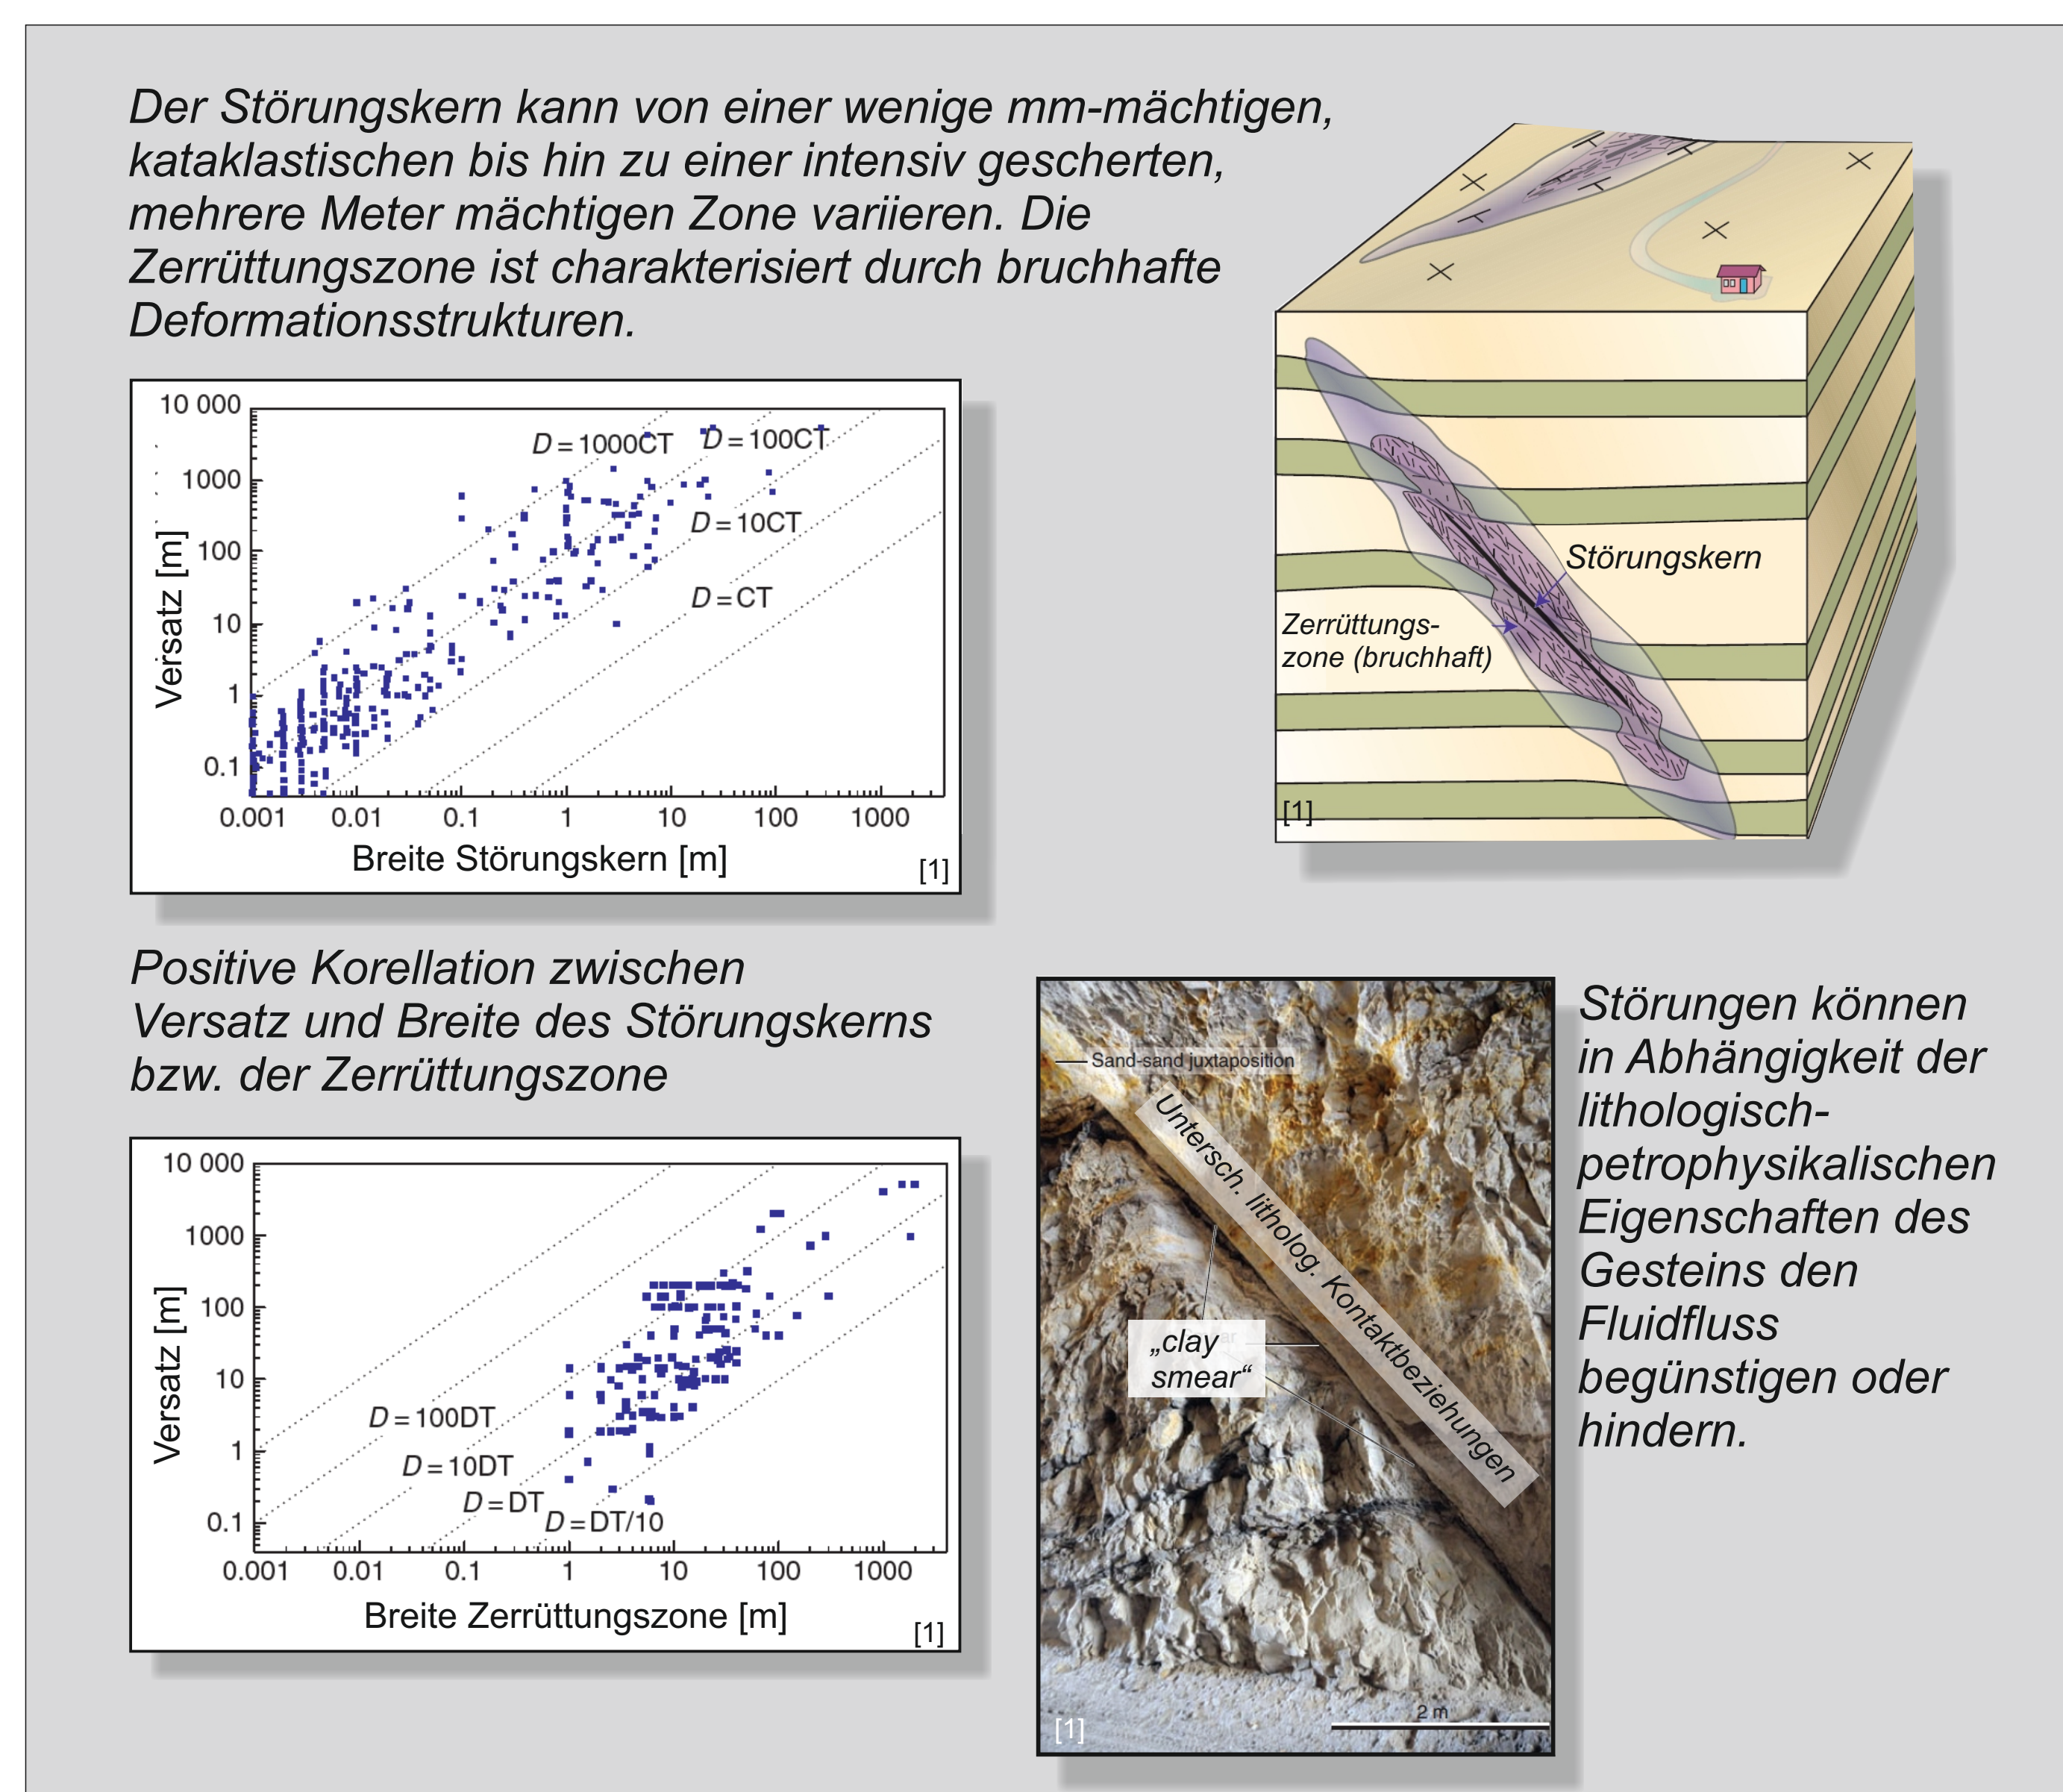 Der Störungskern kann von einer wenige mm-mächtigen,
kataklastischen bis hin zu einer intensiv gescherten,
mehrere Meter mächtigen Zone variieren. Die
Zerrüttungszone ist charakterisiert durch bruchhafte
Deformationsstrukturen.
10 000
1000
100
10
1
0.1
Versatz [m]
D = 1000CT
D = 100CT
D = 10CT
D = CT
0.001 0.01 0.1 1 10 100 1000
Breite Störungskern [m]
[1]
Störungskern
Zerrüttungs-
zone (bruchhaft)
[1]
Positive Korellation zwischen
Versatz und Breite des Störungskerns
bzw. der Zerrüttungszone
10 000
1000
100
10
1
0.1
Versatz [m]
D = 100DT
D = 10DT
D = DT
D = DT/10
0.001 0.01 0.1 1 10 100 1000
Breite Zerrüttungszone [m]
[1]
Sand-sand juxtaposition
Untersch. litholog. Kontaktbeziehungen
„clay
smear“
2 m
[1]
Störungen können
in Abhängigkeit der
lithologisch-
petrophysikalischen
Eigenschaften des
Gesteins den
Fluidfluss
begünstigen oder
hindern.